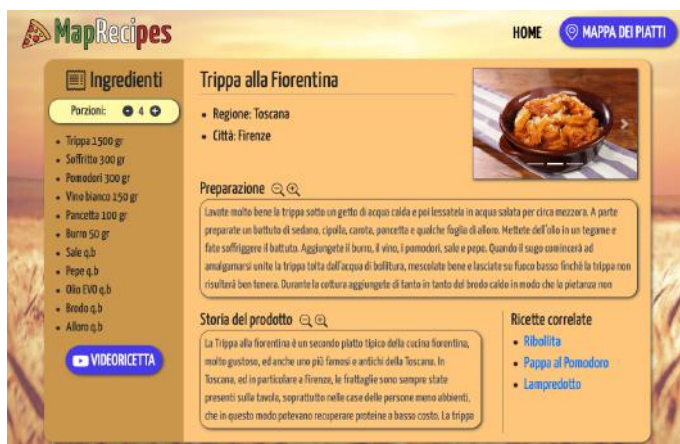 MapRecipes
HOME
MAPPA DEI PIATTI
Ingredienti
Porzioni: 4
Trippa 1500 gr
Soffritto 300 gr
Pomodori 300 gr
Vino bianco 150 gr
Pancetta 100 gr
Burro 50 gr
Sale q.b
Pepe q.b
Olio EVO q.b
Brodo q.b
Alloro q.b
VIDEORICETTA
Trippa alla Fiorentina
Regione: Toscana
Città: Firenze
Preparazione
Lavate molto bene la trippa sotto un getto di acqua calda e poi lessatela in acqua salata per circa mezzora. A parte
preparate un battuto di sedano, cipolla, carota, pancetta e qualche foglia di alloro. Mettete dell'olio in un tegame e
fate soffriggere il battuto. Aggiungete il burro, il vino, i pomodori, sale e pepe. Quando il sugo comincerà ad
amalgamarsi unite la trippa tolta dall'acqua di bollitura, mescolate bene e lasciate su fuoco basso finchè la trippa non
risulterà ben tenera. Durante la cottura aggiungete di tanto in tanto del brodo caldo in modo che la pietanza non
Storia del prodotto
La Trippa alla fiorentina è un secondo piatto tipico della cucina fiorentina,
molto gustoso, ed anche uno più famosi e antichi della Toscana. In
Toscana, ed in particolare a Firenze, le frattaglie sono sempre state
presenti sulla tavola, soprattutto nelle case delle persone meno abbienti,
che in questo modo potevano recuperare proteine a basso costo. La trippa
Ricette correlate
Ribollita
Pappa al Pomodoro
Lampredotto